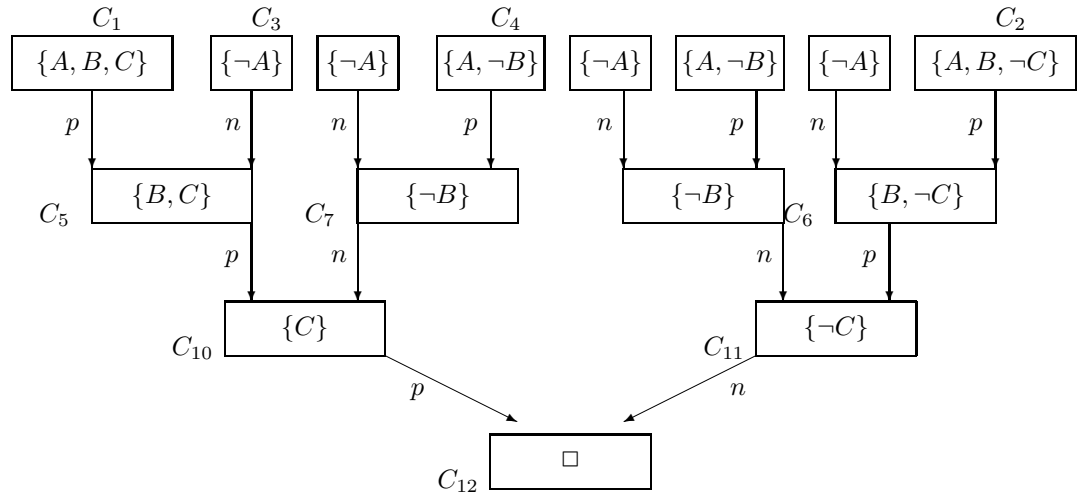 C₁ C₃ C₄ C₂
{A, B, C} {¬A} {¬A} {A, ¬B} {¬A} {A, ¬B} {¬A} {A, B, ¬C}
p n n p n p n p
{B, C} {¬B} {¬B} {B, ¬C}
C₅ C₇ C₆
p n n p
{C} {¬C}
C₁₀ C₁₁
p n
□
C₁₂